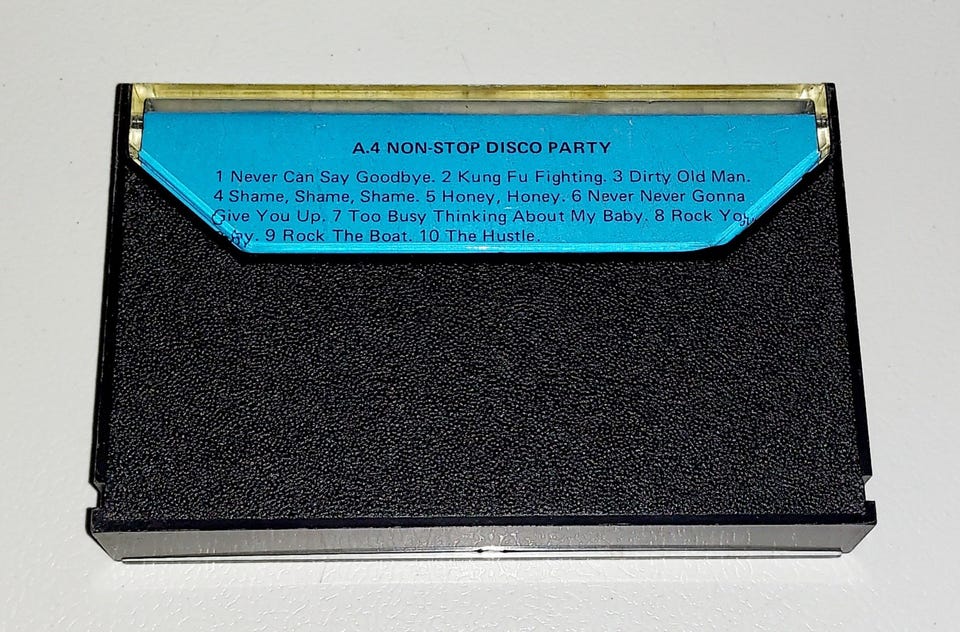 A.4 NON-STOP DISCO PARTY
1 Never Can Say Goodbye. 2 Kung Fu Fighting. 3 Dirty Old Man.
4 Shame, Shame, Shame. 5 Honey, Honey. 6 Never Never Gonna
Give You Up. 7 Too Busy Thinking About My Baby. 8 Rock You
9 Rock The Boat. 10 The Hustle.